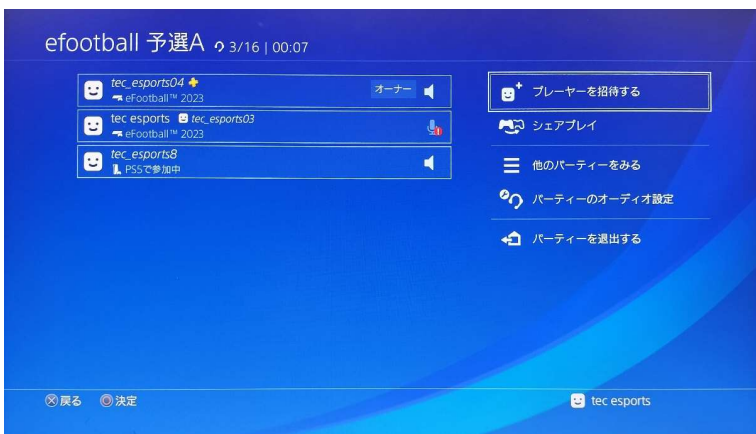 efootball 予選A 3/16 | 00:07
tec_esports04 オーナー
eFootball™ 2023
tec esports tec_esports03
eFootball™ 2023
tec_esports8
PS5で参加中
プレーヤーを招待する
シェアプレイ
他のパーティーをみる
パーティーのオーディオ設定
パーティーを退出する
戻る 決定
tec esports